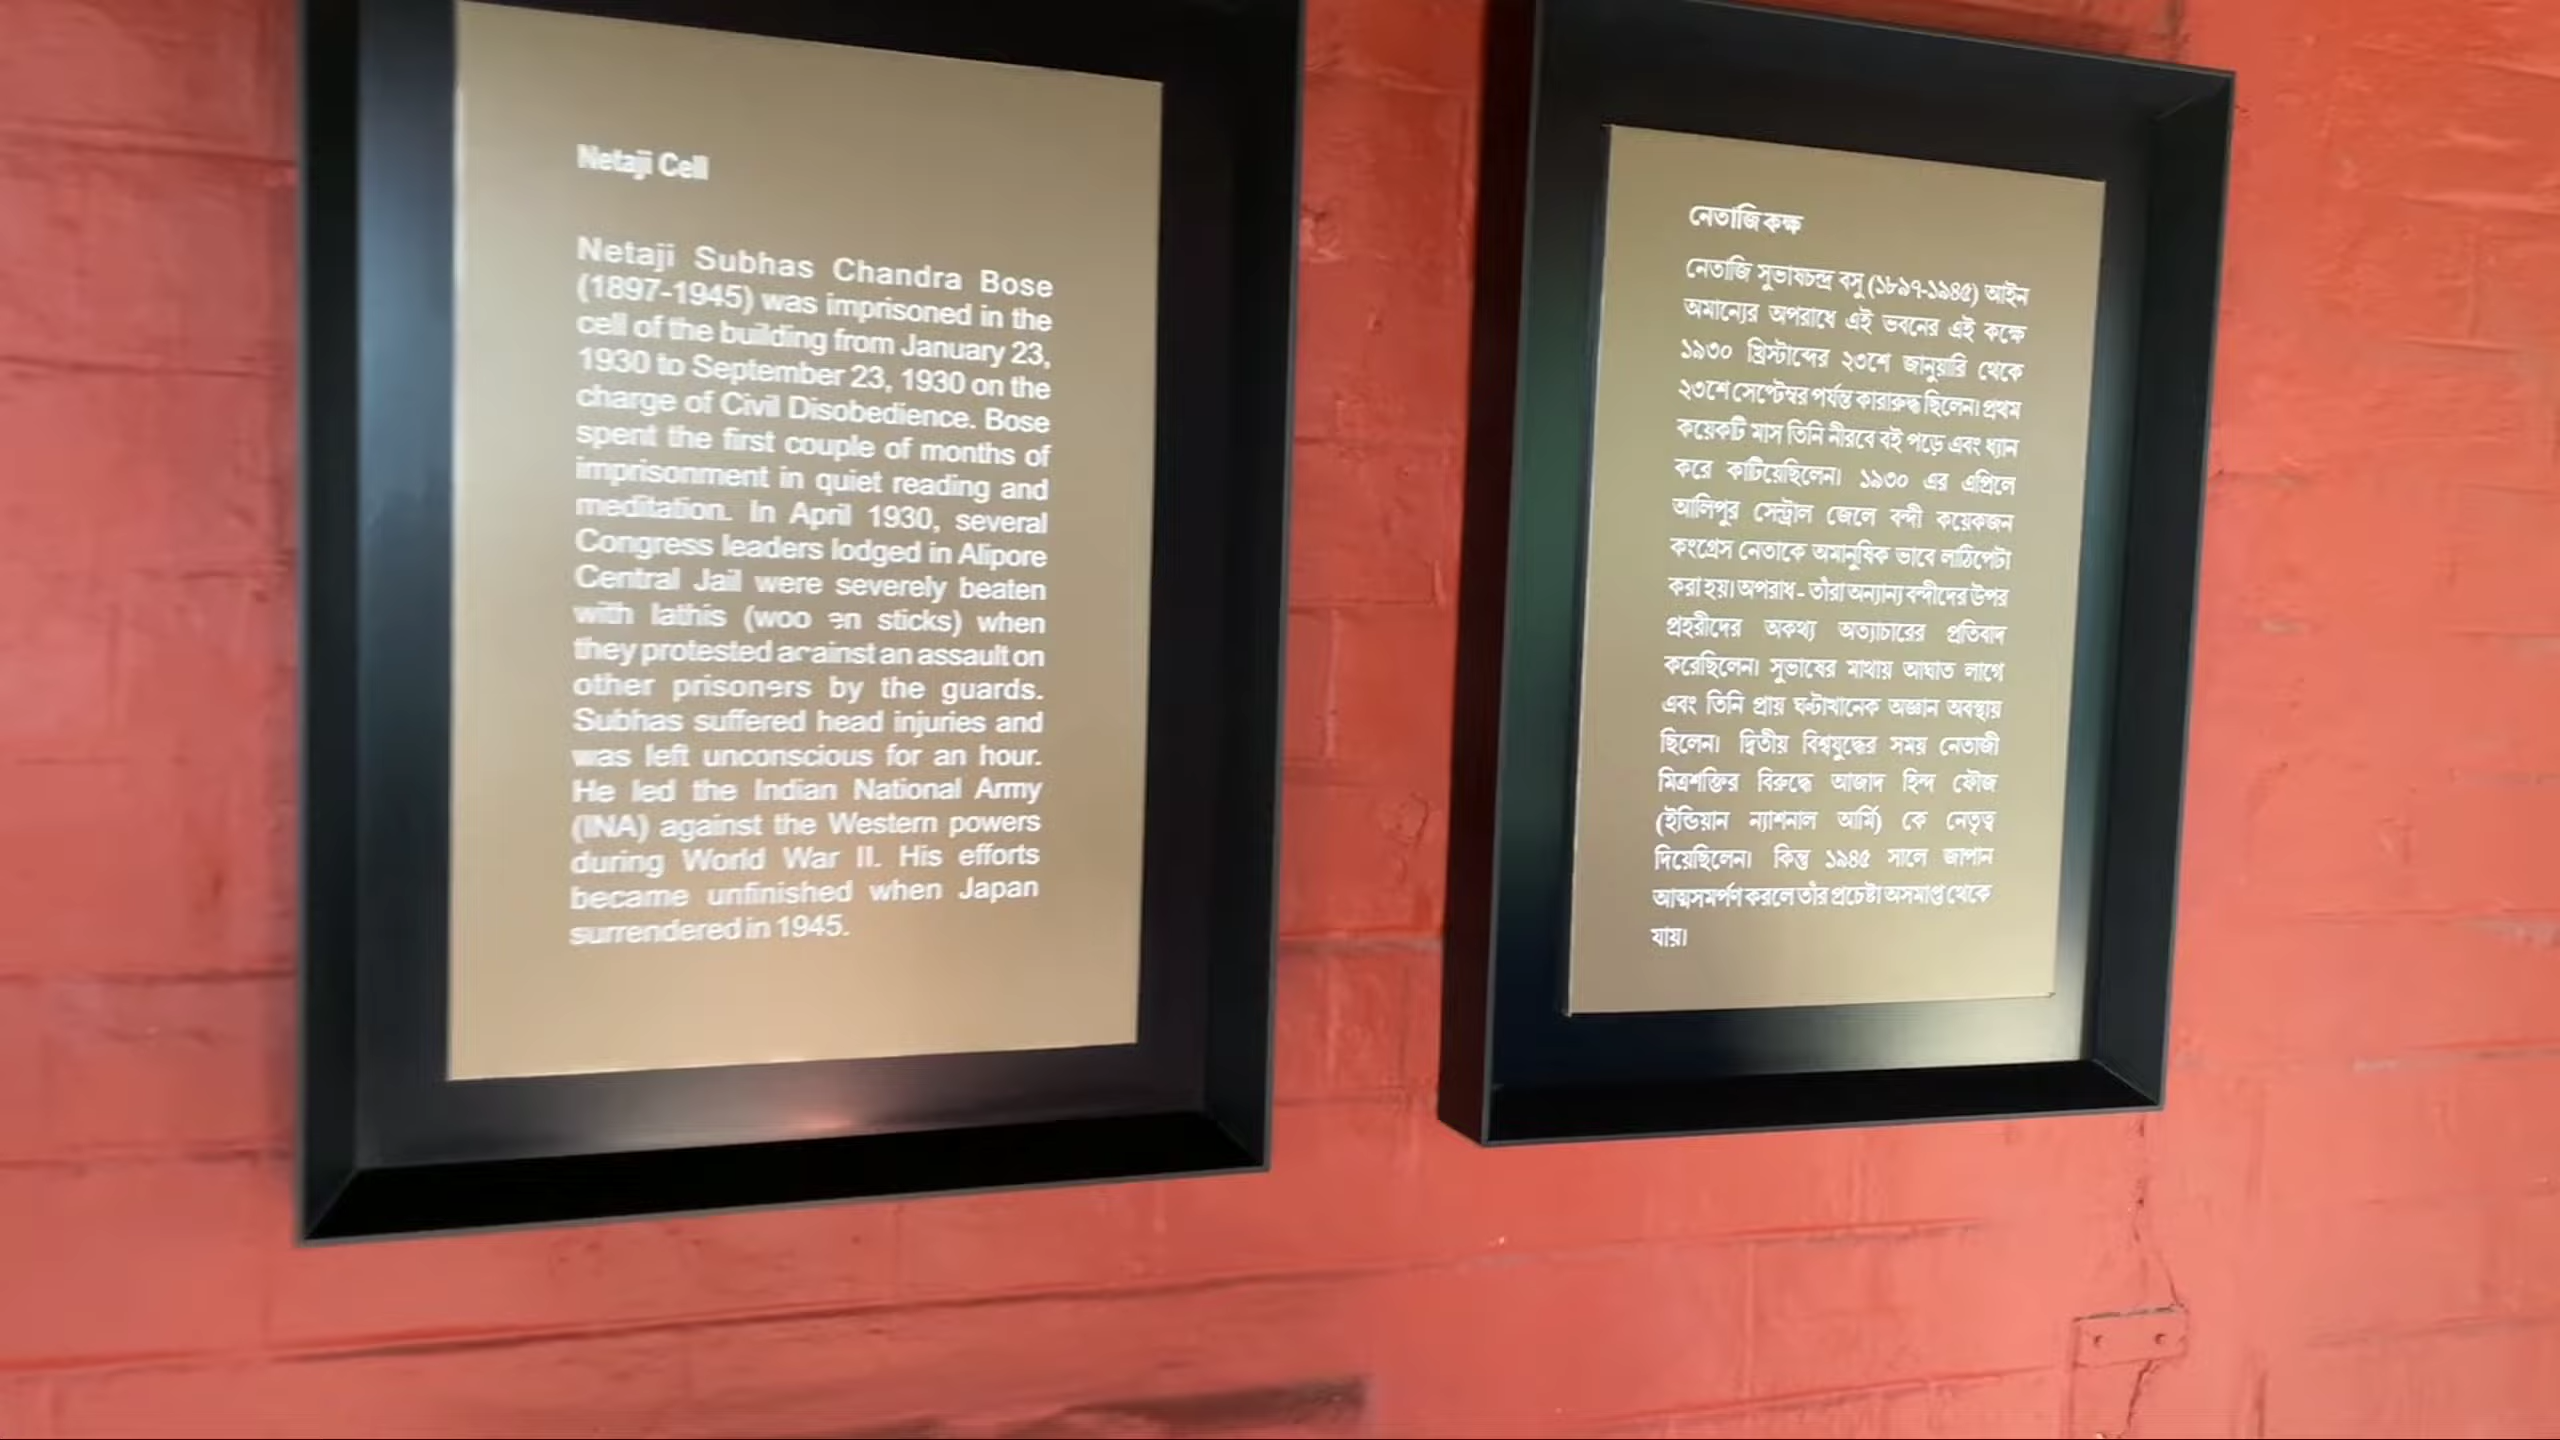 Netaji Cell
Netaji Subhas Chandra Bose
(1897-1945) was imprisoned in the
cell of the building from January 23,
1930 to September 23, 1930 on the
charge of Civil Disobedience. Bose
spent the first couple of months of
imprisonment in quiet reading and
meditation. In April 1930, several
Congress leaders lodged in Alipore
Central Jail were severely beaten
with lathis (woo en sticks) when
they protested against an assault on
other prisoners by the guards.
Subhas suffered head injuries and
was left unconscious for an hour.
He led the Indian National Army
(INA) against the Western powers
during World War II. His efforts
became unfinished when Japan
surrendered in 1945.
নেতাজি কক্ষ
নেতাজি সুভাষচন্দ্র বসু (১৮৯৭-১৯৪৫) আইন
অমান্যের অপরাধে এই ভবনের এই কক্ষে
১৯৩০ খ্রিস্টাব্দের ২৩শে জানুয়ারি থেকে
২৩শে সেপ্টেম্বর পর্যন্ত কারারুদ্ধ ছিলেন। প্রথম
কয়েকটি মাস তিনি নীরবে বই পড়ে এবং ধ্যান
করে কাটিয়েছিলেন। ১৯৩০ এর এপ্রিলে
আলিপুর সেন্ট্রাল জেলে বন্দী কয়েকজন
কংগ্রেস নেতাকে অমানুষিক ভাবে লাঠিপেটা
করা হয়। অপরাধ - তাঁরা অন্যান্য বন্দীদের উপর
প্রহরীদের অকথ্য অত্যাচারের প্রতিবাদ
করেছিলেন। সুভাষের মাথায় আঘাত লাগে
এবং তিনি প্রায় ঘন্টাখানেক অজ্ঞান অবস্থায়
ছিলেন। দ্বিতীয় বিশ্বযুদ্ধের সময় নেতাজী
মিত্রশক্তির বিরুদ্ধে আজাদ হিন্দ ফৌজ
(ইন্ডিয়ান ন্যাশনাল আর্মি) কে নেতৃত্ব
দিয়েছিলেন। কিন্তু ১৯৪৫ সালে জাপান
আত্মসমর্পণ করলে তাঁর প্রচেষ্টা অসমাপ্ত থেকে
যায়।